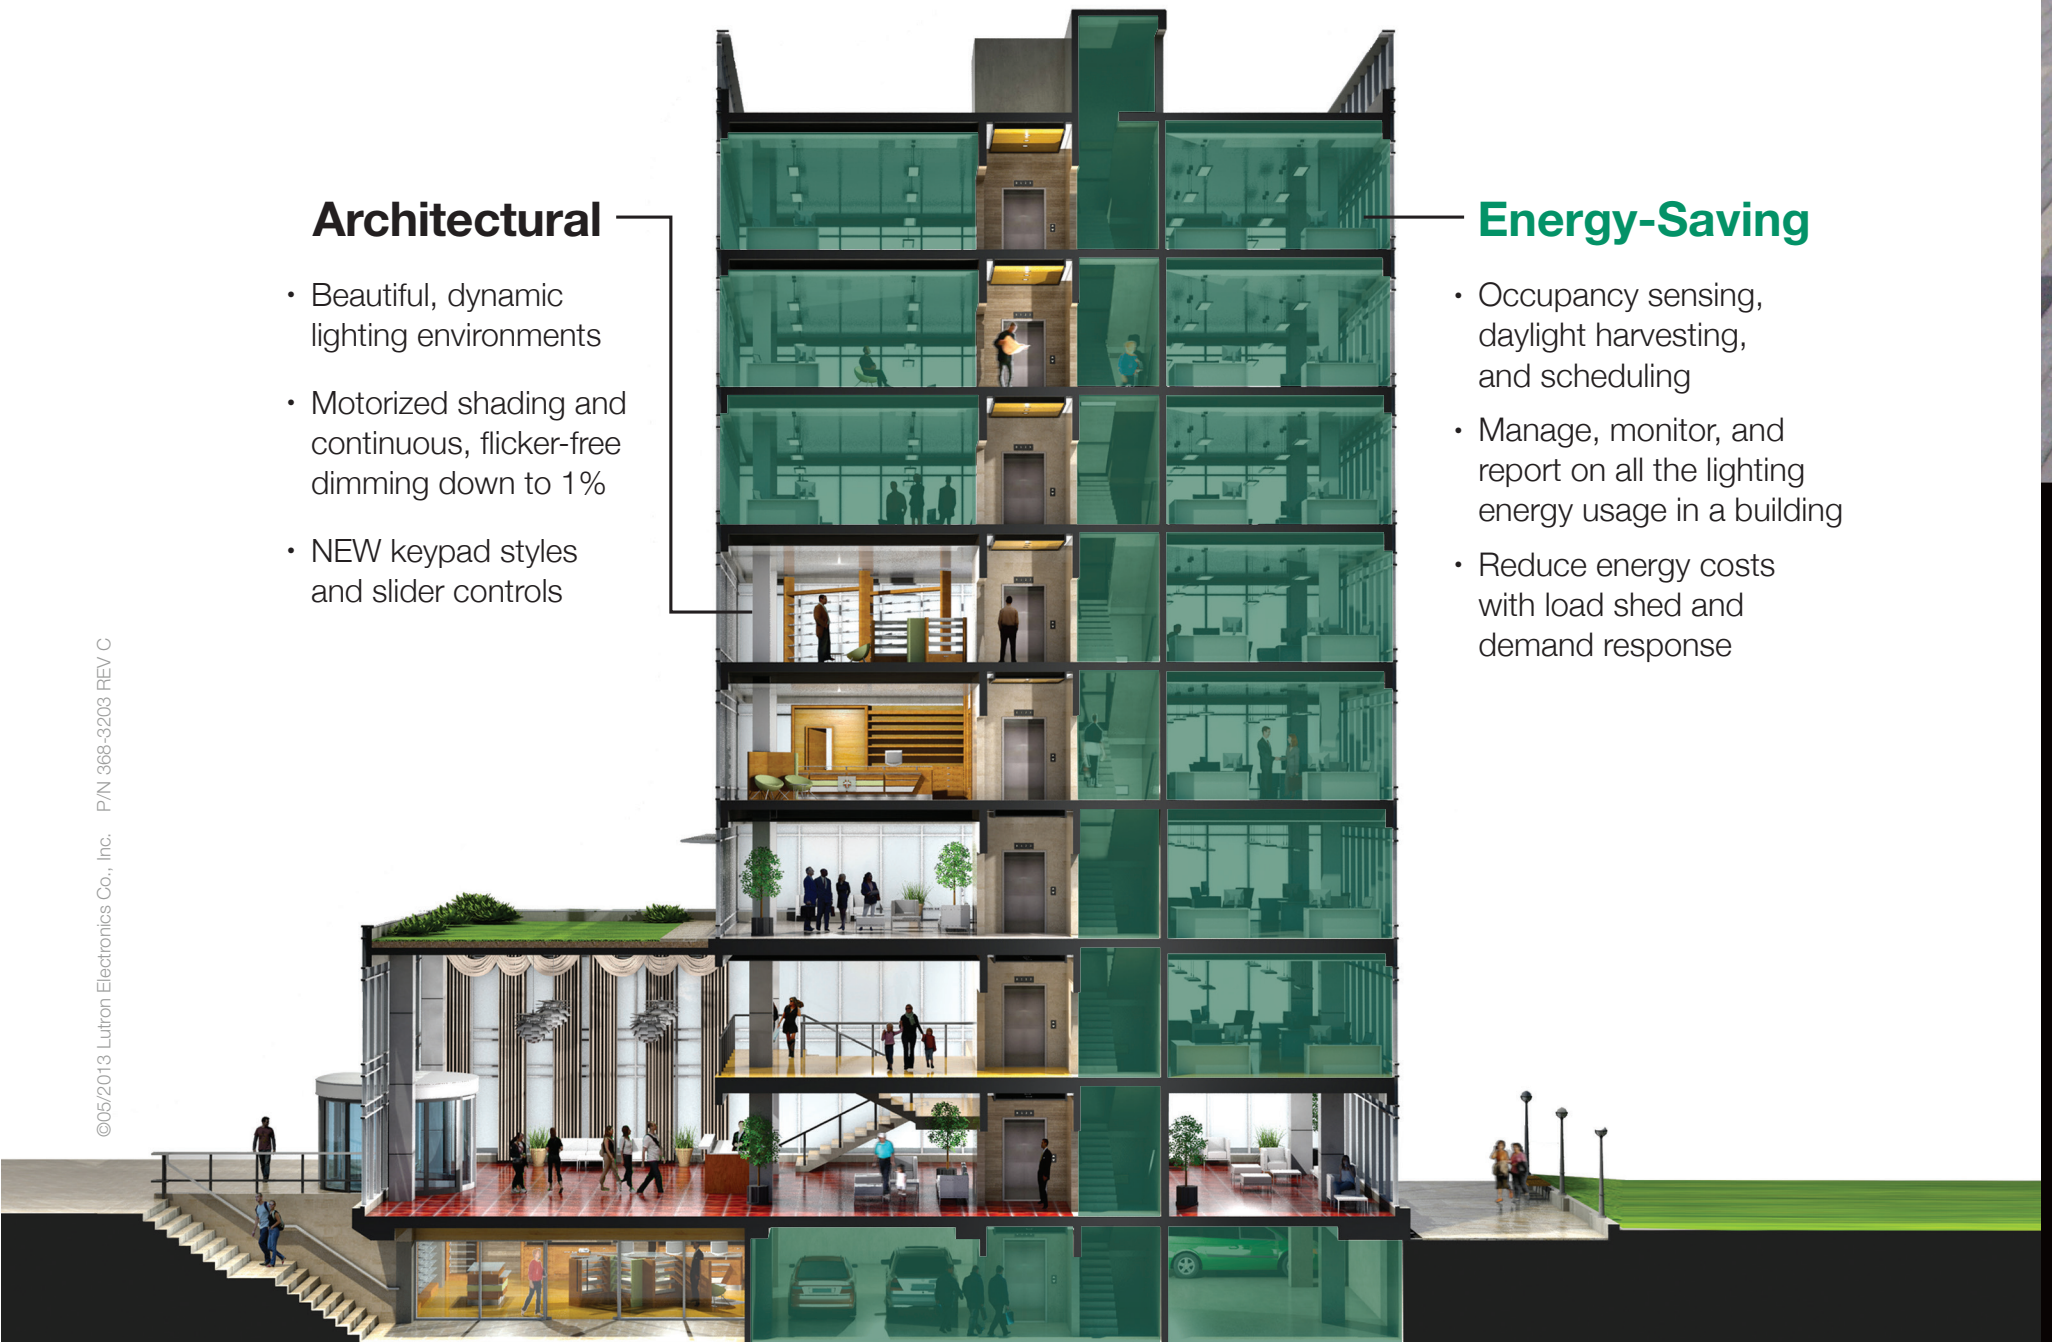 Architectural
• Beautiful, dynamic
lighting environments
• Motorized shading and
continuous, flicker-free
dimming down to 1%
• NEW keypad styles
and slider controls
Energy-Saving
• Occupancy sensing,
daylight harvesting,
and scheduling
• Manage, monitor, and
report on all the lighting
energy usage in a building
• Reduce energy costs
with load shed and
demand response
©05/2013 Lutron Electronics Co., Inc. P/N 368-3203 REV C